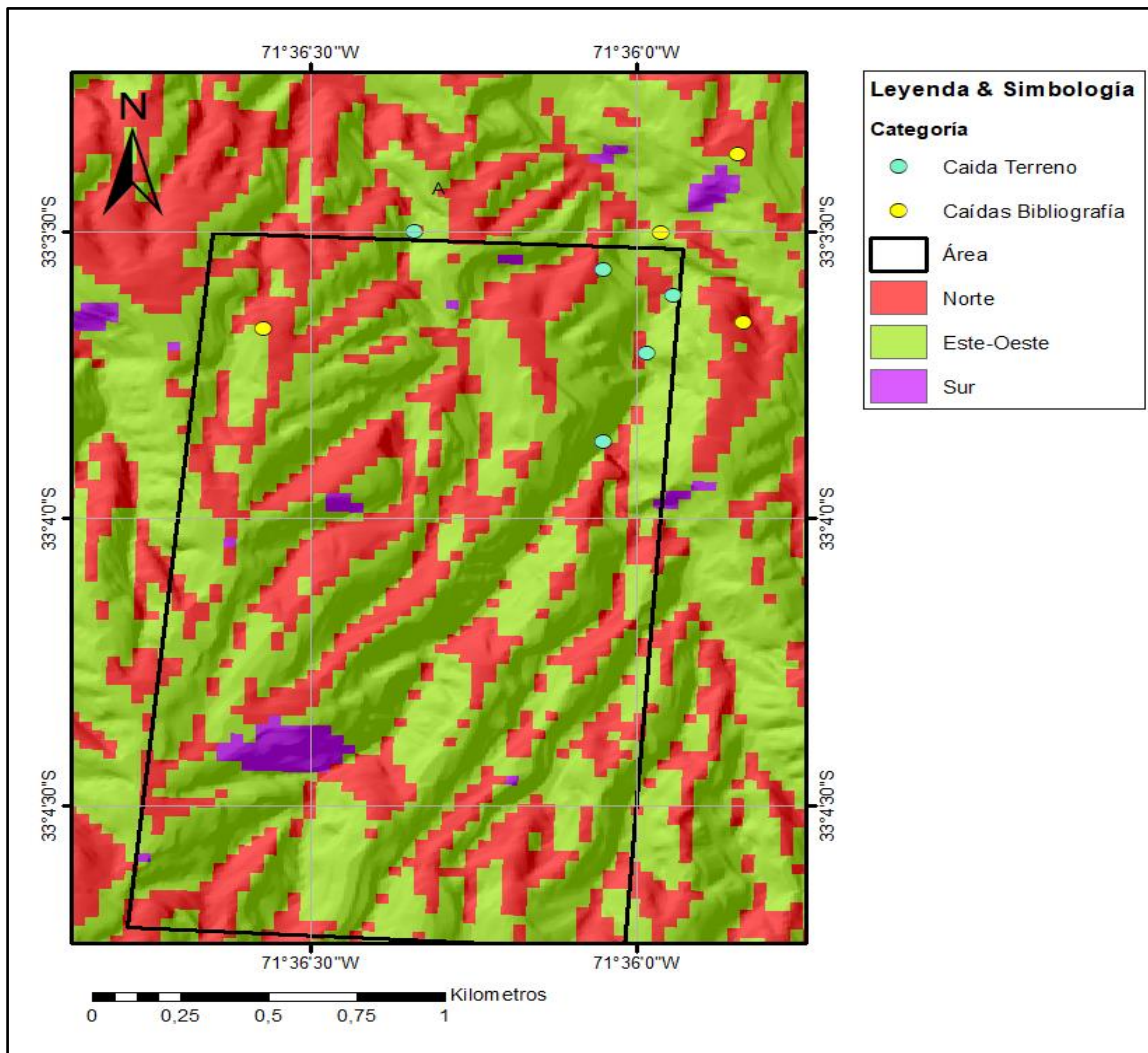 71°36'30"W
71°36'0"W
N
A
33°3'30"S
33°3'30"S
33°4'0"S
33°4'0"S
33°4'30"S
33°4'30"S
71°36'30"W
71°36'0"W
Kilometros
0 0,25 0,5 0,75 1
Leyenda & Simbología
Categoría
Caida Terreno
Caídas Bibliografía
Área
Norte
Este-Oeste
Sur